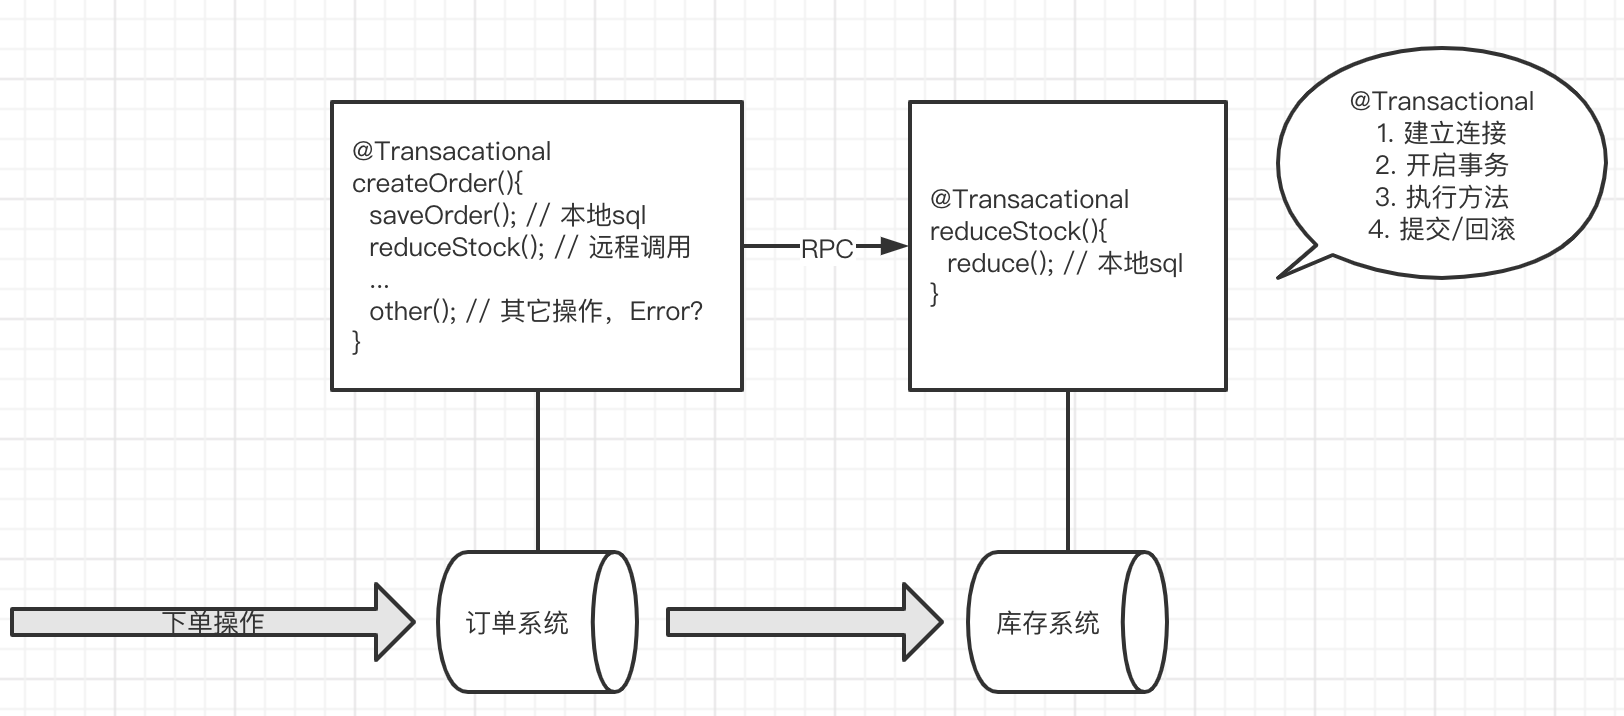 @Transacational
createOrder(){
saveOrder(); // 本地sql
reduceStock(); // 远程调用
...
other(); // 其它操作，Error?
}
RPC
@Transacational
reduceStock(){
reduce(); // 本地sql
}
@Transactional
1. 建立连接
2. 开启事务
3. 执行方法
4. 提交/回滚
下单操作
订单系统
库存系统